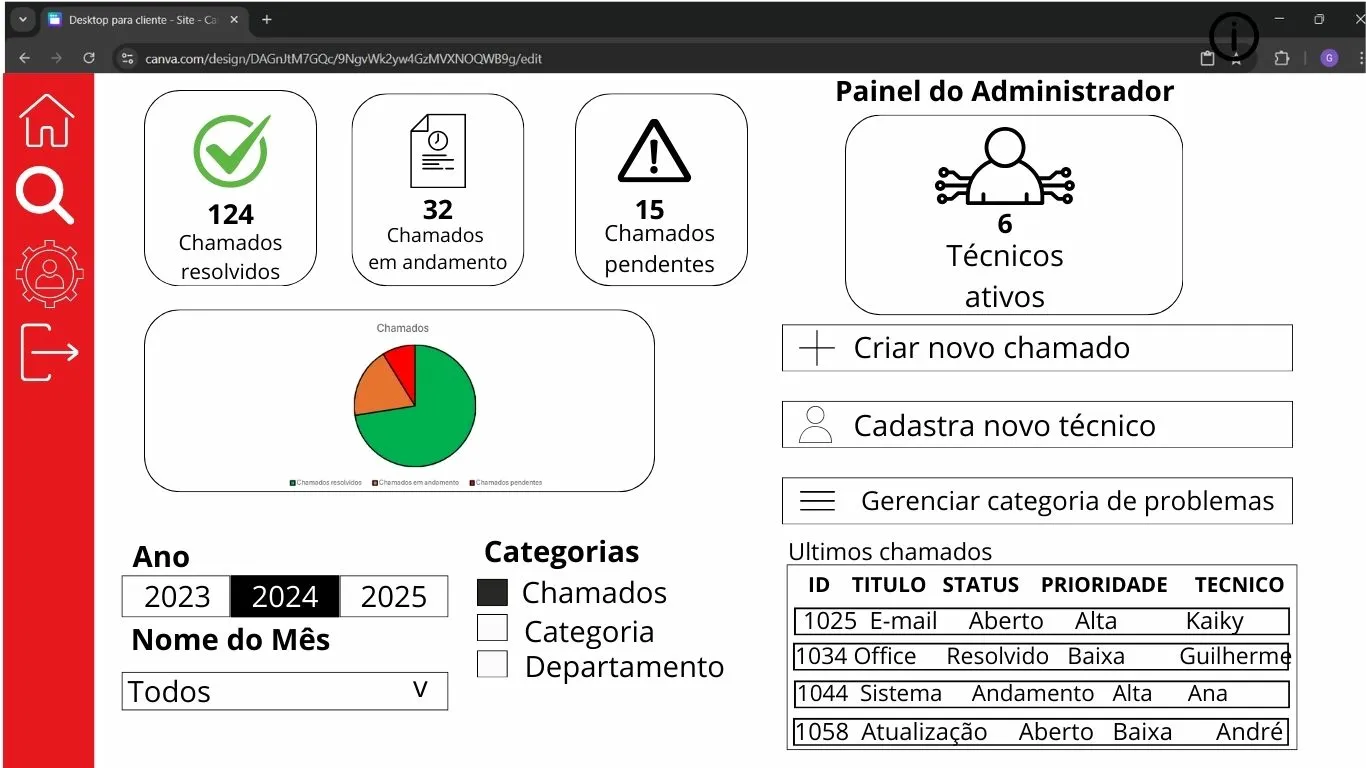 Desktop para cliente - Site - Ca
canva.com/design/DAGnJtM7GQc/9NgvWk2yw4GzMVXNOQWB9g/edit
G
Painel do Administrador
124
Chamados
resolvidos
32
Chamados
em andamento
15
Chamados
pendentes
6
Técnicos
ativos
Chamados
Chamados resolvidos Chamados em andamento Chamados pendentes
Criar novo chamado
Cadastra novo técnico
Gerenciar categoria de problemas
Ano
2023 2024 2025
Nome do Mês
Todos V
Categorias
Chamados
Categoria
Departamento
Ultimos chamados
ID TITULO STATUS PRIORIDADE TECNICO
1025 E-mail Aberto Alta Kaiky
1034 Office Resolvido Baixa Guilherme
1044 Sistema Andamento Alta Ana
1058 Atualização Aberto Baixa André